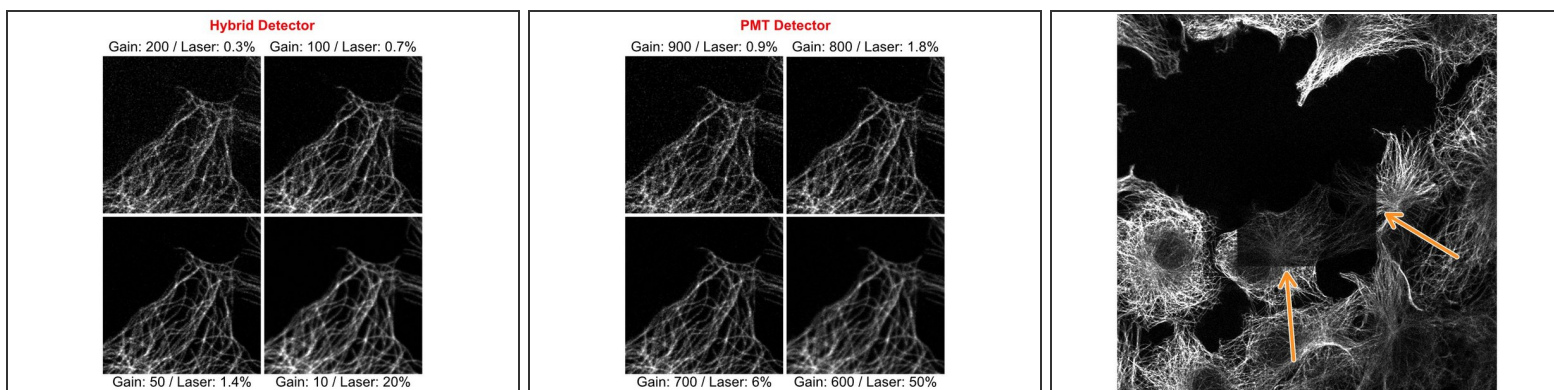 Hybrid Detector
Gain: 200 / Laser: 0.3% Gain: 100 / Laser: 0.7%
Gain: 50 / Laser: 1.4% Gain: 10 / Laser: 20%
PMT Detector
Gain: 900 / Laser: 0.9% Gain: 800 / Laser: 1.8%
Gain: 700 / Laser: 6% Gain: 600 / Laser: 50%